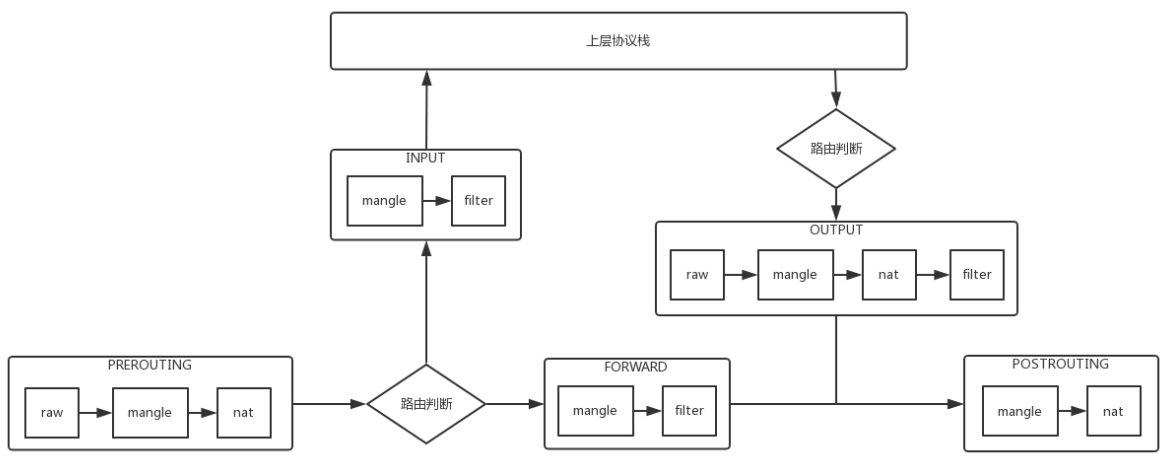 上层协议栈
路由判断
INPUT
mangle
filter
OUTPUT
raw
mangle
nat
filter
PREROUTING
raw
mangle
nat
路由判断
FORWARD
mangle
filter
POSTROUTING
mangle
nat